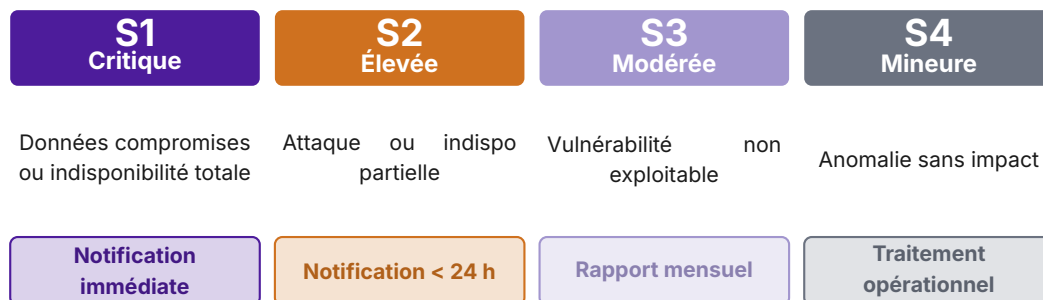 S1
Critique
S2
Élevée
S3
Modérée
S4
Mineure
Données compromises
ou indisponibilité totale
Attaque ou indispo
partielle
Vulnérabilité non
exploitable
Anomalie sans impact
Notification
immédiate
Notification < 24 h
Rapport mensuel
Traitement
opérationnel